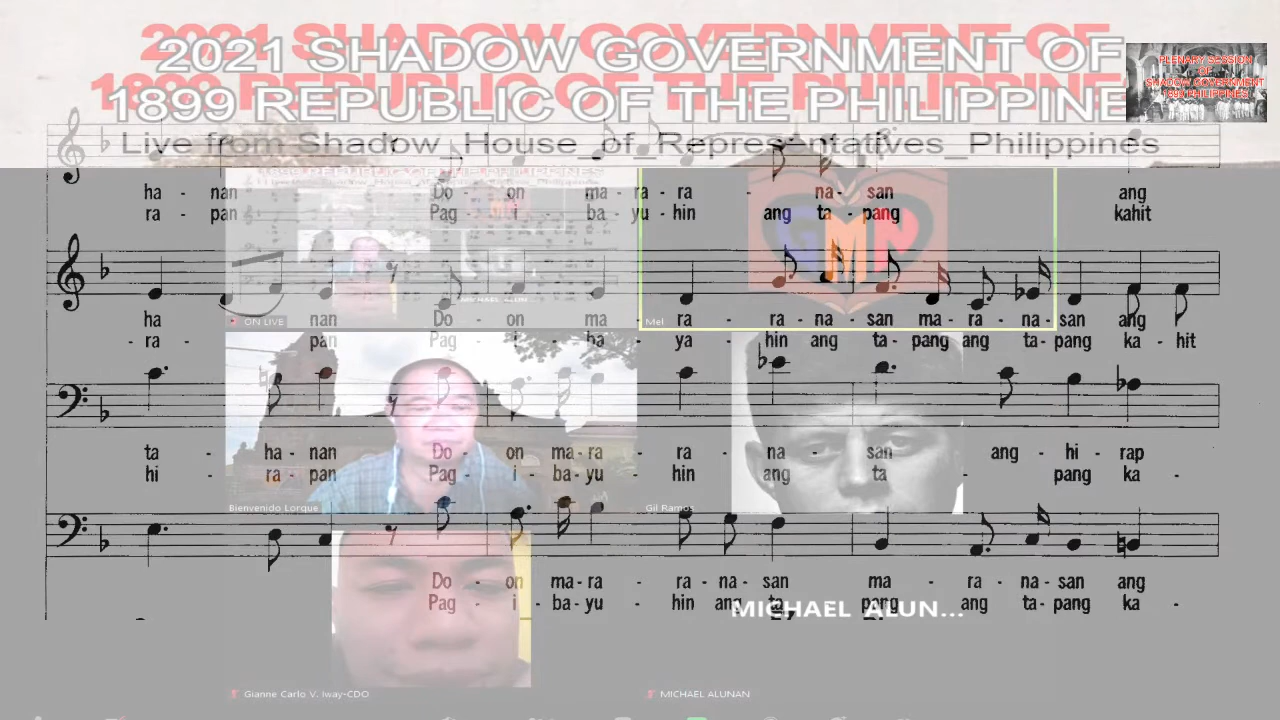 2021 SHADOW GOVERNMENT OF
1899 REPUBLIC OF THE PHILIPPINE
PLENARY SESSION
OF
SHADOW GOVERNMENT
1899 PHILIPPINES
Live from Shadow_House_of_Representatives_Philippines
ha - nan Do - on ma - ra - ra na - san ang
ra - pan Pag - i - ba - yu - hin ang ta - pang kahit
GMN
ON LIVE
Mel
ha nan Do - on ma - ra - ra - na - san ma - ra - na - san ang
- ra - pan Pag - i - ba - ya - hin ang ta - pang ang ta - pang ka - hit
ta - ha - nan Do - on ma - ra - ra - na - san ang - hi - rap
hi - ra - pan Pag - i - ba - yu - hin ang ta - pang ka -
Bienvenido Lorque
Gil Ramos
Do - on ma - ra - ra - na - san ma - ra - na - san ang
Pag - i - ba - yu - hin ang ta - pang ang ta - pang ka -
MICHAEL ALUN...
Gianne Carlo V. Iway-CDO
MICHAEL ALUNAN